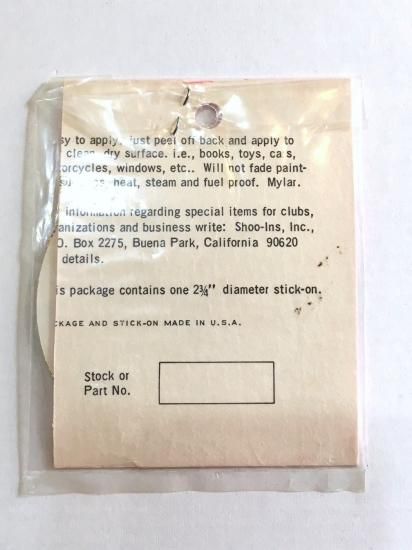 sy to apply. just peel off back and apply to
clean, dry surface. i.e., books, toys, ca s,
orcycles, windows, etc.. Will not fade paint-
heat, steam and fuel proof. Mylar.
information regarding special items for clubs,
anizations and business write: Shoo-Ins, Inc.,
O. Box 2275, Buena Park, California 90620
details.
is package contains one 2¾" diameter stick-on.
CKAGE AND STICK-ON MADE IN U.S.A.
Stock or
Part No.